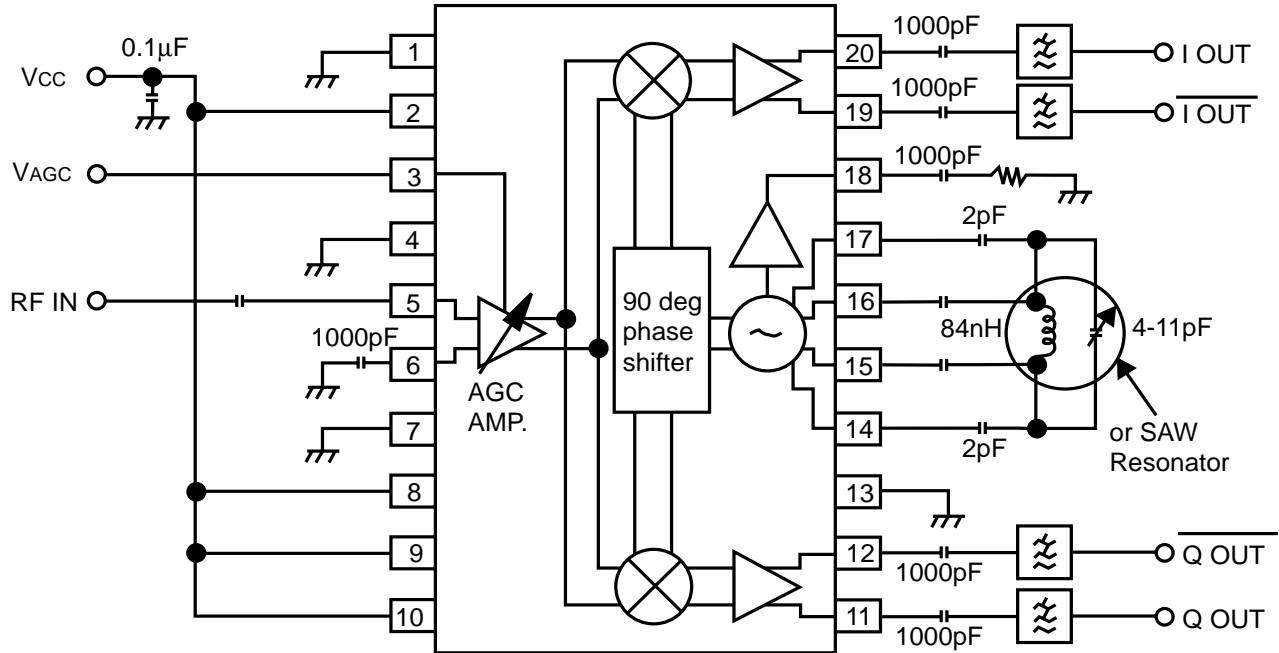 0.1μF
VCC
VAGC
RF IN
1000pF
1
2
3
4
5
6
7
8
9
10
AGC
AMP.
90 deg
phase
shifter
20
19
18
17
16
15
14
13
12
11
1000pF
I OUT
1000pF
I OUT
1000pF
2pF
84nH
4-11pF
2pF
or SAW
Resonator
1000pF
Q OUT
1000pF
Q OUT